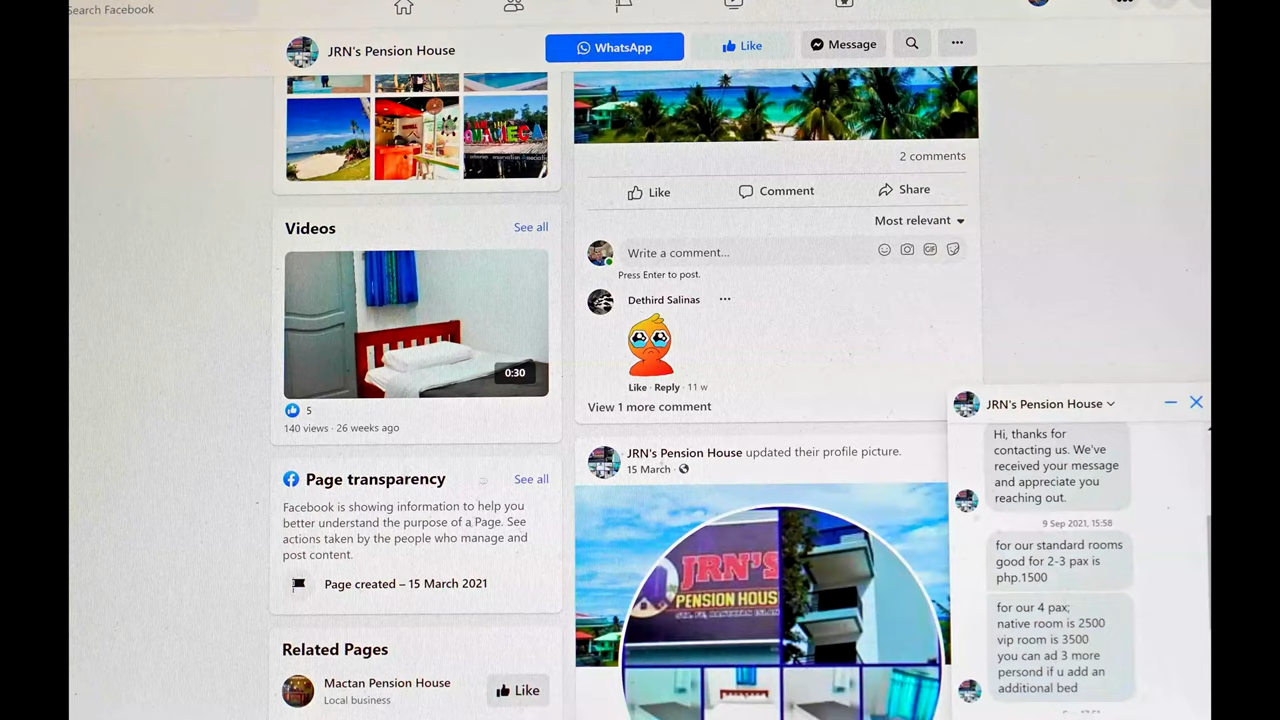 Search Facebook
JRN's Pension House
WhatsApp
Like
Message
2 comments
Like
Comment
Share
Most relevant
Write a comment...
GIF
Press Enter to post.
Dethird Salinas
Like · Reply · 11 w
View 1 more comment
Videos
See all
0:30
5
140 views · 26 weeks ago
Page transparency
See all
Facebook is showing information to help you
better understand the purpose of a Page. See
actions taken by the people who manage and
post content.
Page created – 15 March 2021
Related Pages
Mactan Pension House
Local business
Like
JRN's Pension House updated their profile picture.
15 March ·
JRN'S
PENSION HOUS
JRN's Pension House
Hi, thanks for
contacting us. We've
received your message
and appreciate you
reaching out.
9 Sep 2021, 15:58
for our standard rooms
good for 2-3 pax is
php.1500
for our 4 pax;
native room is 2500
vip room is 3500
you can ad 3 more
persond if u add an
additional bed